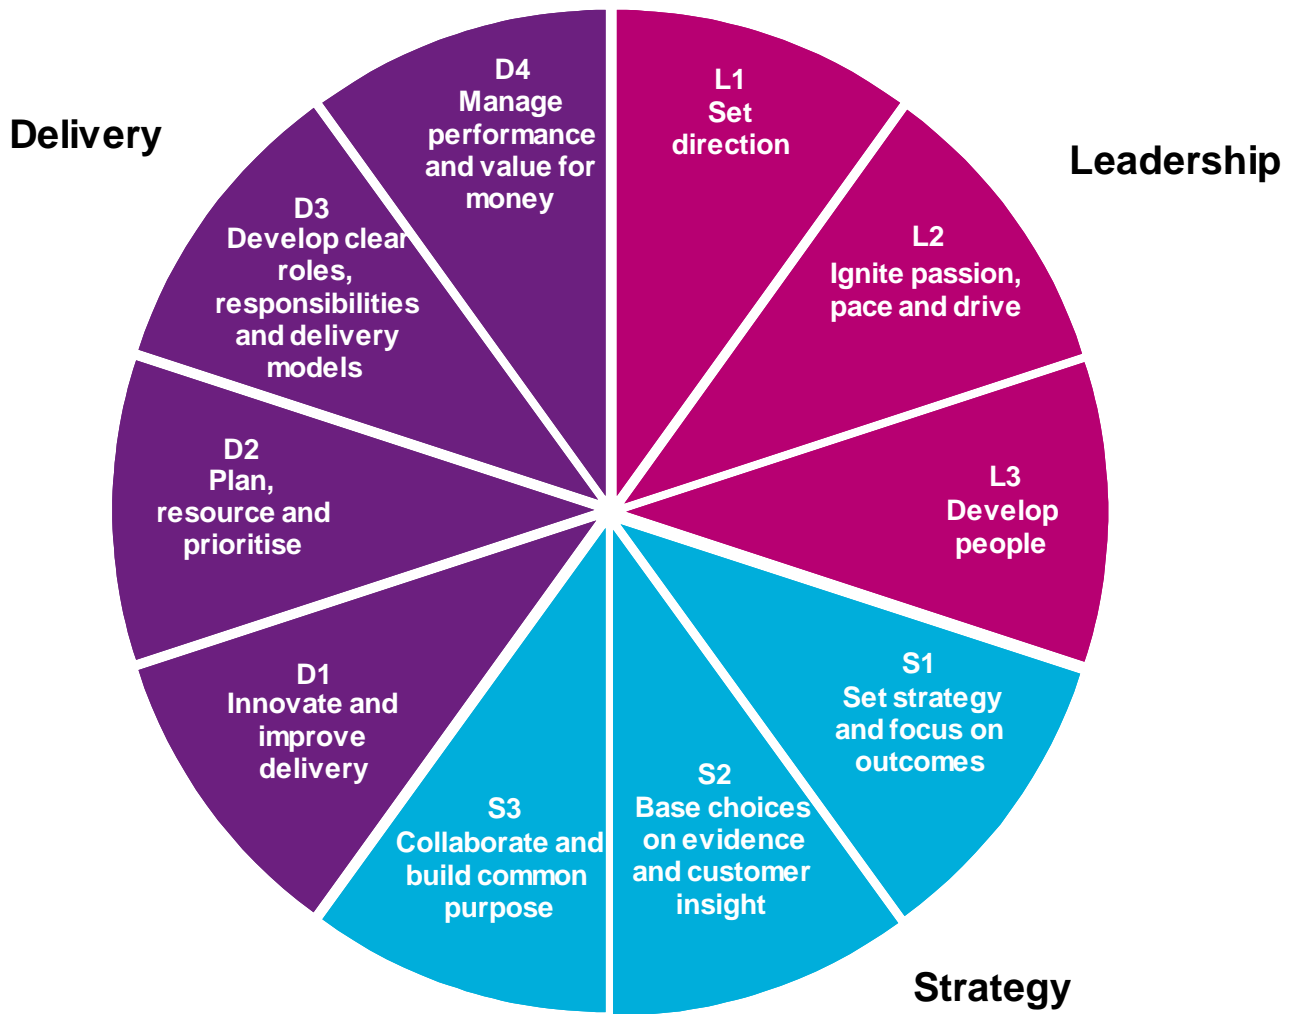 Delivery
Leadership
Strategy
L1
Set
direction
L2
Ignite passion,
pace and drive
L3
Develop
people
S1
Set strategy
and focus on
outcomes
S2
Base choices
on evidence
and customer
insight
S3
Collaborate and
build common
purpose
D1
Innovate and
improve
delivery
D2
Plan,
resource and
prioritise
D3
Develop clear
roles,
responsibilities
and delivery
models
D4
Manage
performance
and value for
money